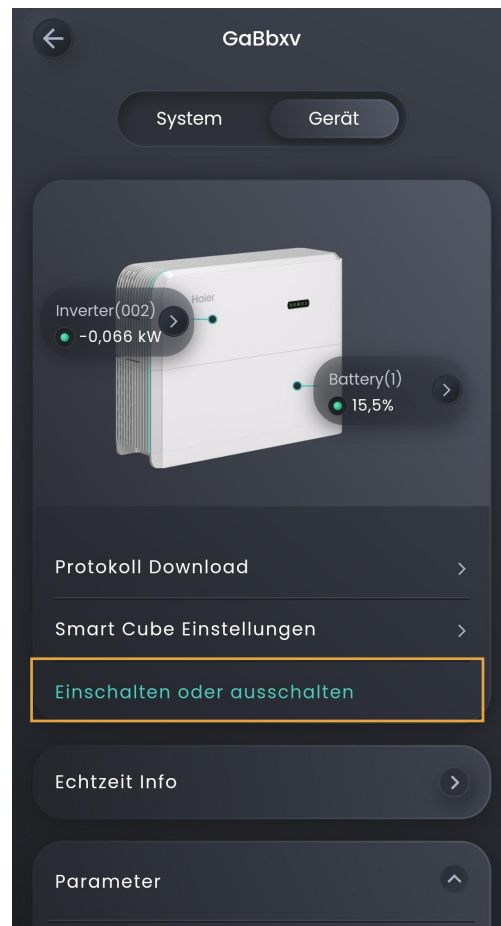 GaBbxv
System
Gerät
Haier
Inverter(002)
-0,066 kW
Battery(1)
15,5%
Protokoll Download
Smart Cube Einstellungen
Einschalten oder ausschalten
Echtzeit Info
Parameter